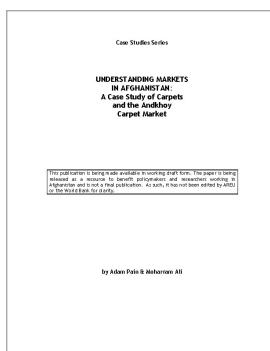 Case Studies Series
UNDERSTANDING MARKETS
IN AFGHANISTAN:
A Case Study of Carpets
and the Andkhoy
Carpet Market
This publication is being made available in working draft form. The paper is being
released as a resource to benefit policymakers and researchers working in
Afghanistan and is not a final publication. As such, it has not been edited by AREU
or the World Bank for clarity.
by Adam Pain & Moharram Ali